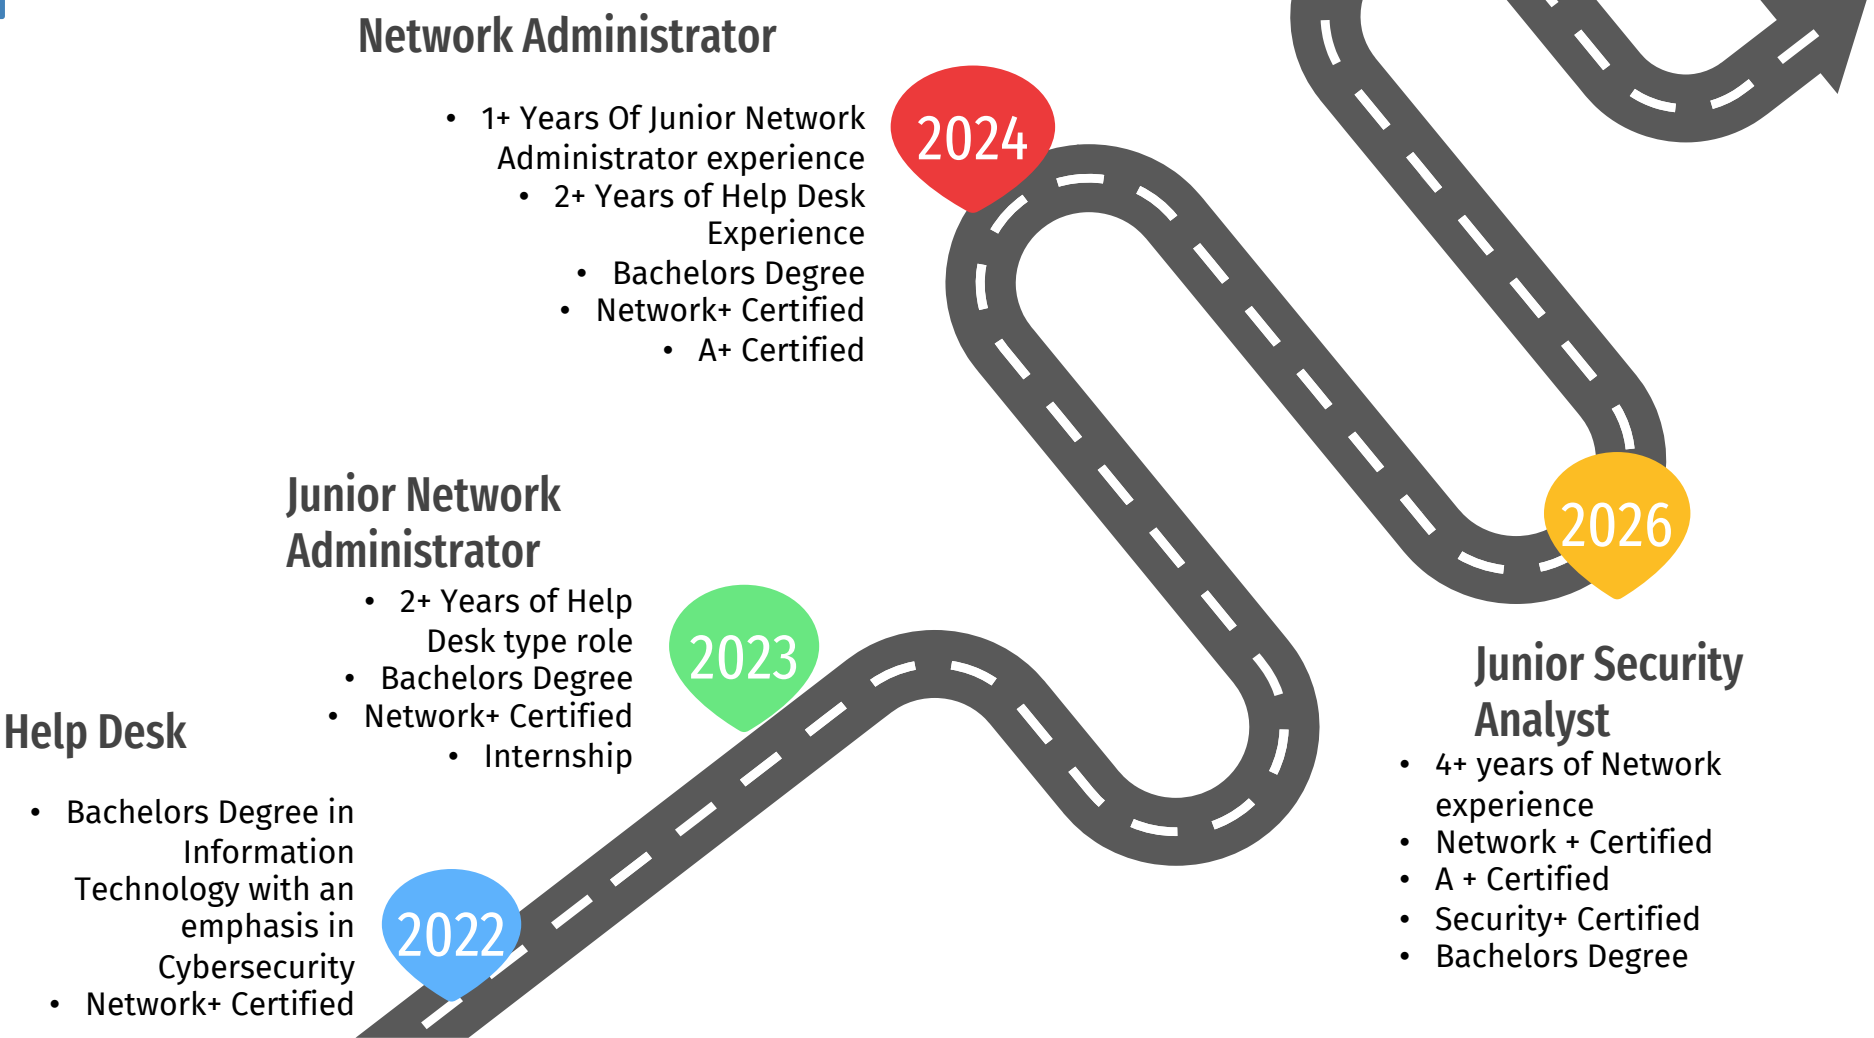 Network Administrator
• 1+ Years Of Junior Network
Administrator experience
• 2+ Years of Help Desk
Experience
• Bachelors Degree
• Network+ Certified
• A+ Certified
2024
Junior Network
Administrator
• 2+ Years of Help
Desk type role
• Bachelors Degree
• Network+ Certified
• Internship
2023
Help Desk
• Bachelors Degree in
Information
Technology with an
emphasis in
Cybersecurity
• Network+ Certified
2022
2026
Junior Security
Analyst
• 4+ years of Network
experience
• Network + Certified
• A + Certified
• Security+ Certified
• Bachelors Degree